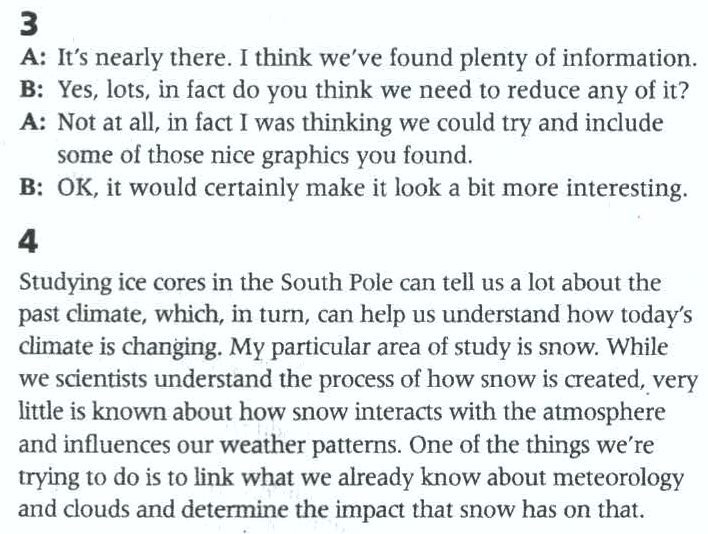 3
A: It's nearly there. I think we've found plenty of information.
B: Yes, lots, in fact do you think we need to reduce any of it?
A: Not at all, in fact I was thinking we could try and include
some of those nice graphics you found.
B: OK, it would certainly make it look a bit more interesting.
4
Studying ice cores in the South Pole can tell us a lot about the
past climate, which, in turn, can help us understand how today's
climate is changing. My particular area of study is snow. While
we scientists understand the process of how snow is created, very
little is known about how snow interacts with the atmosphere
and influences our weather patterns. One of the things we're
trying to do is to link what we already know about meteorology
and clouds and determine the impact that snow has on that.